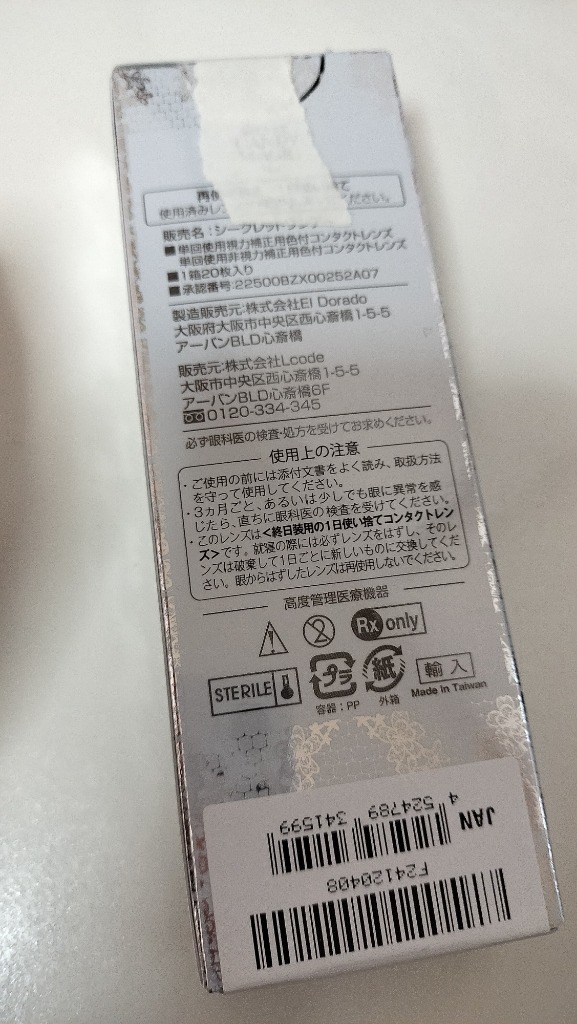 再使
使用済みレン
ください。
販売名：シークレット
■ 単回使用視力補正用色付コンタクトレンズ
単回使用非視力補正用色付コンタクトレンズ
■ 1箱20枚入り
■ 承認番号:22500BZX00252A07
製造販売元:株式会社El Dorado
大阪府大阪市中央区西心斎橋1-5-5
アーバンBLD心斎橋
販売元:株式会社Lcode
大阪市中央区西心斎橋1-5-5
アーバンBLD心斎橋6F
0120-334-345
必ず眼科医の検査・処方を受けてお求めください。
使用上の注意
・ご使用の前には添付文書をよく読み、取扱方法
を守って使用してください。
・3ヵ月ごと、あるいは少しでも眼に異常を感
じたら、直ちに眼科医の検査を受けてください。
・このレンズは<終日装用の1日使い捨てコンタクトレン
ズ>です。就寝の際には必ずレンズをはずし、そのレ
ンズは破棄して1日ごとに新しいものに交換してくだ
さい。眼からはずしたレンズは再使用しないでください。
高度管理医療機器
2 Rx only
STERILE プラ 紙 輸入
容器：PP 外箱 Made in Taiwan
JAN
4 524789 341599
F24120408